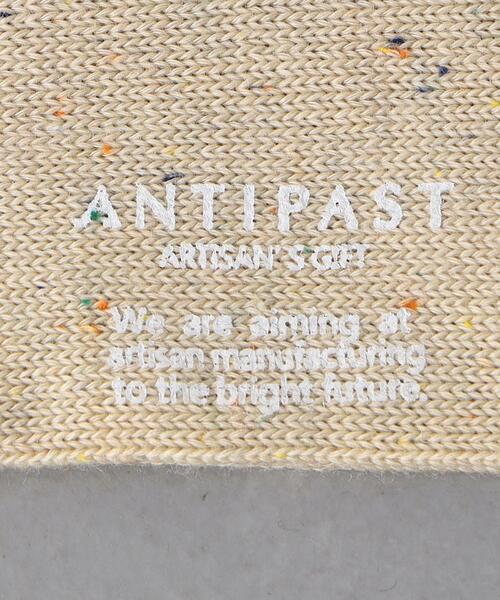 ANTIPAST
ARTISAN'S GIFT
We are aiming at
artisan manufacturing
to the bright future.